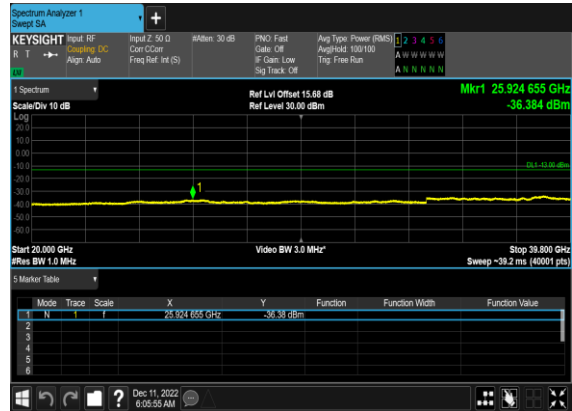 Spectrum Analyzer 1
Swept SA
+
KEYSIGHT Input: RF Input Z: 50 Ω #Atten: 30 dB PNO: Fast Avg Type: Power (RMS) 1 2 3 4 5 6
R T Coupling: DC Corr CCorr Gate: Off Avg|Hold: 100/100 A W W W W W
Align: Auto Freq Ref: Int (S) IF Gain: Low Trig: Free Run
LW Sig Track: Off A N N N N N
1 Spectrum Ref Lvl Offset 15.68 dB Mkr1 25.924 655 GHz
Scale/Div 10 dB Ref Level 30.00 dBm -36.384 dBm
Log
20.0
10.0
0.00
-10.0
DL1 -13.00 dBm
-20.0
-30.0
1
-40.0
-50.0
-60.0
Start 20.000 GHz Video BW 3.0 MHz* Stop 39.800 GHz
#Res BW 1.0 MHz Sweep ~39.2 ms (40001 pts)
5 Marker Table
Mode Trace Scale X Y Function Function Width Function Value
1 N 1 f 25.924 655 GHz -36.38 dBm
2
3
4
5
6
? Dec 11, 2022
6:05:55 AM